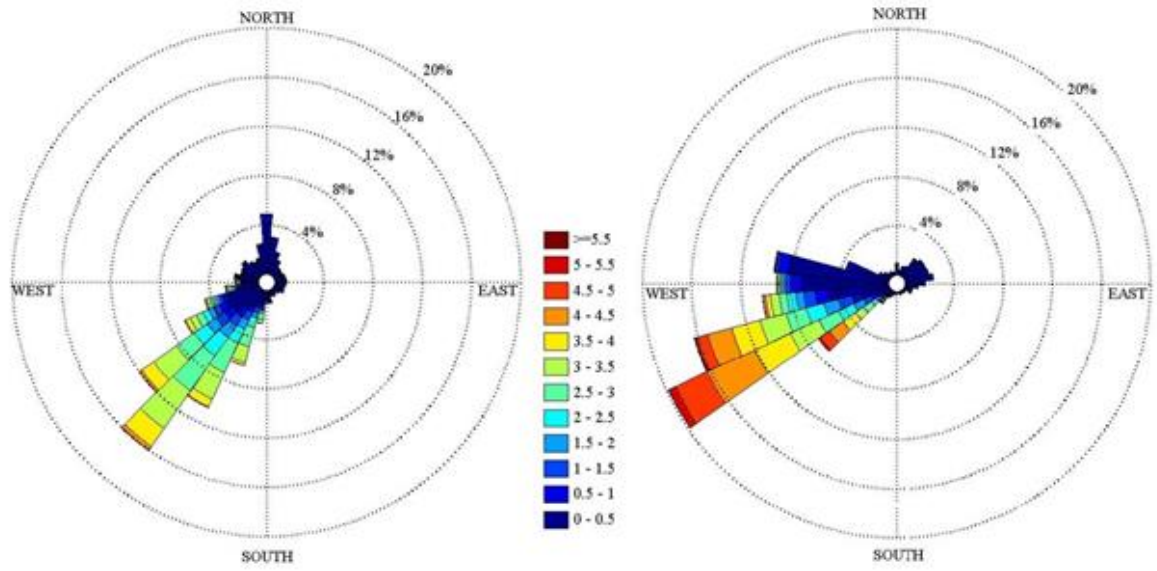 NORTH
20%
16%
12%
8%
4%
WEST
EAST
SOUTH
>=5.5
5 - 5.5
4.5 - 5
4 - 4.5
3.5 - 4
3 - 3.5
2.5 - 3
2 - 2.5
1.5 - 2
1 - 1.5
0.5 - 1
0 - 0.5
NORTH
20%
16%
12%
8%
4%
WEST
EAST
SOUTH